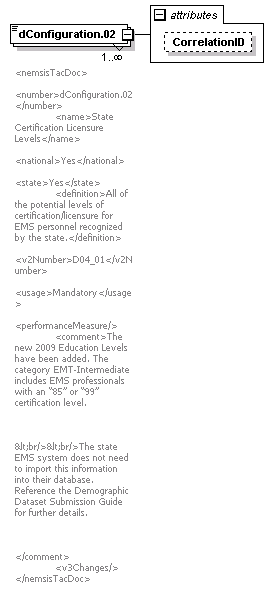 attributes
dConfiguration.02
CorrelationID
1..∞
<nemsisTacDoc>
<number>dConfiguration.02
</number>
<name>State
Certification Licensure
Levels</name>
<national>Yes</national>
<state>Yes</state>
<definition>All of
the potential levels of
certification/licensure for
EMS personnel recognized
by the state.</definition>
<v2Number>D04_01</v2N
umber>
<usage>Mandatory</usage
>
<performanceMeasure/>
<comment>The
new 2009 Education Levels
have been added. The
category EMT-Intermediate
includes EMS professionals
with an “85” or “99”
certification level.
&lt;br/>&lt;br/>The state
EMS system does not need
to import this information
into their database.
Reference the Demographic
Dataset Submission Guide
for further details.
</comment>
<v3Changes/>
</nemsisTacDoc>